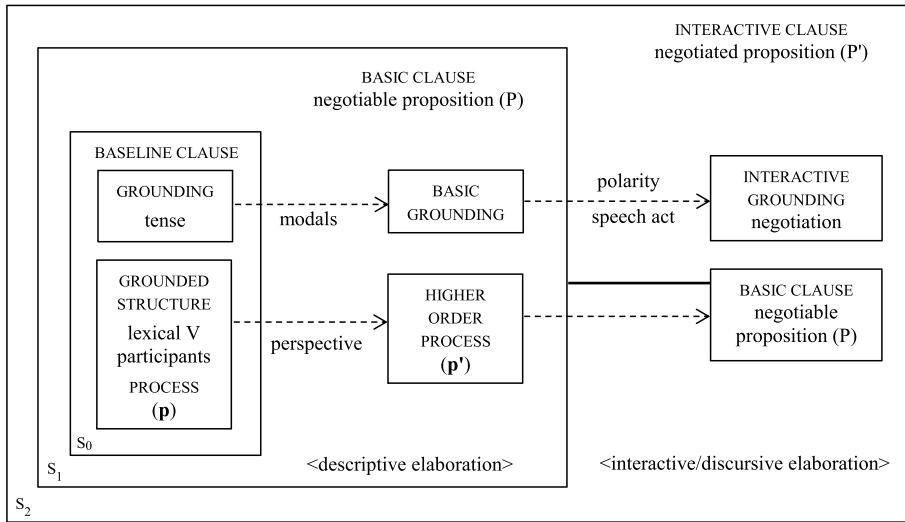 INTERACTIVE CLAUSE
negotiated proposition (P')
BASIC CLAUSE
negotiable proposition (P)
BASELINE CLAUSE
GROUNDING
tense
modals
BASIC
GROUNDING
polarity
speech act
INTERACTIVE
GROUNDING
negotiation
GROUNDED
STRUCTURE
lexical V
participants
PROCESS
(p)
perspective
HIGHER
ORDER
PROCESS
(p')
BASIC CLAUSE
negotiable
proposition (P)
S0
<descriptive elaboration>
<interactive/discursive elaboration>
S1
S2